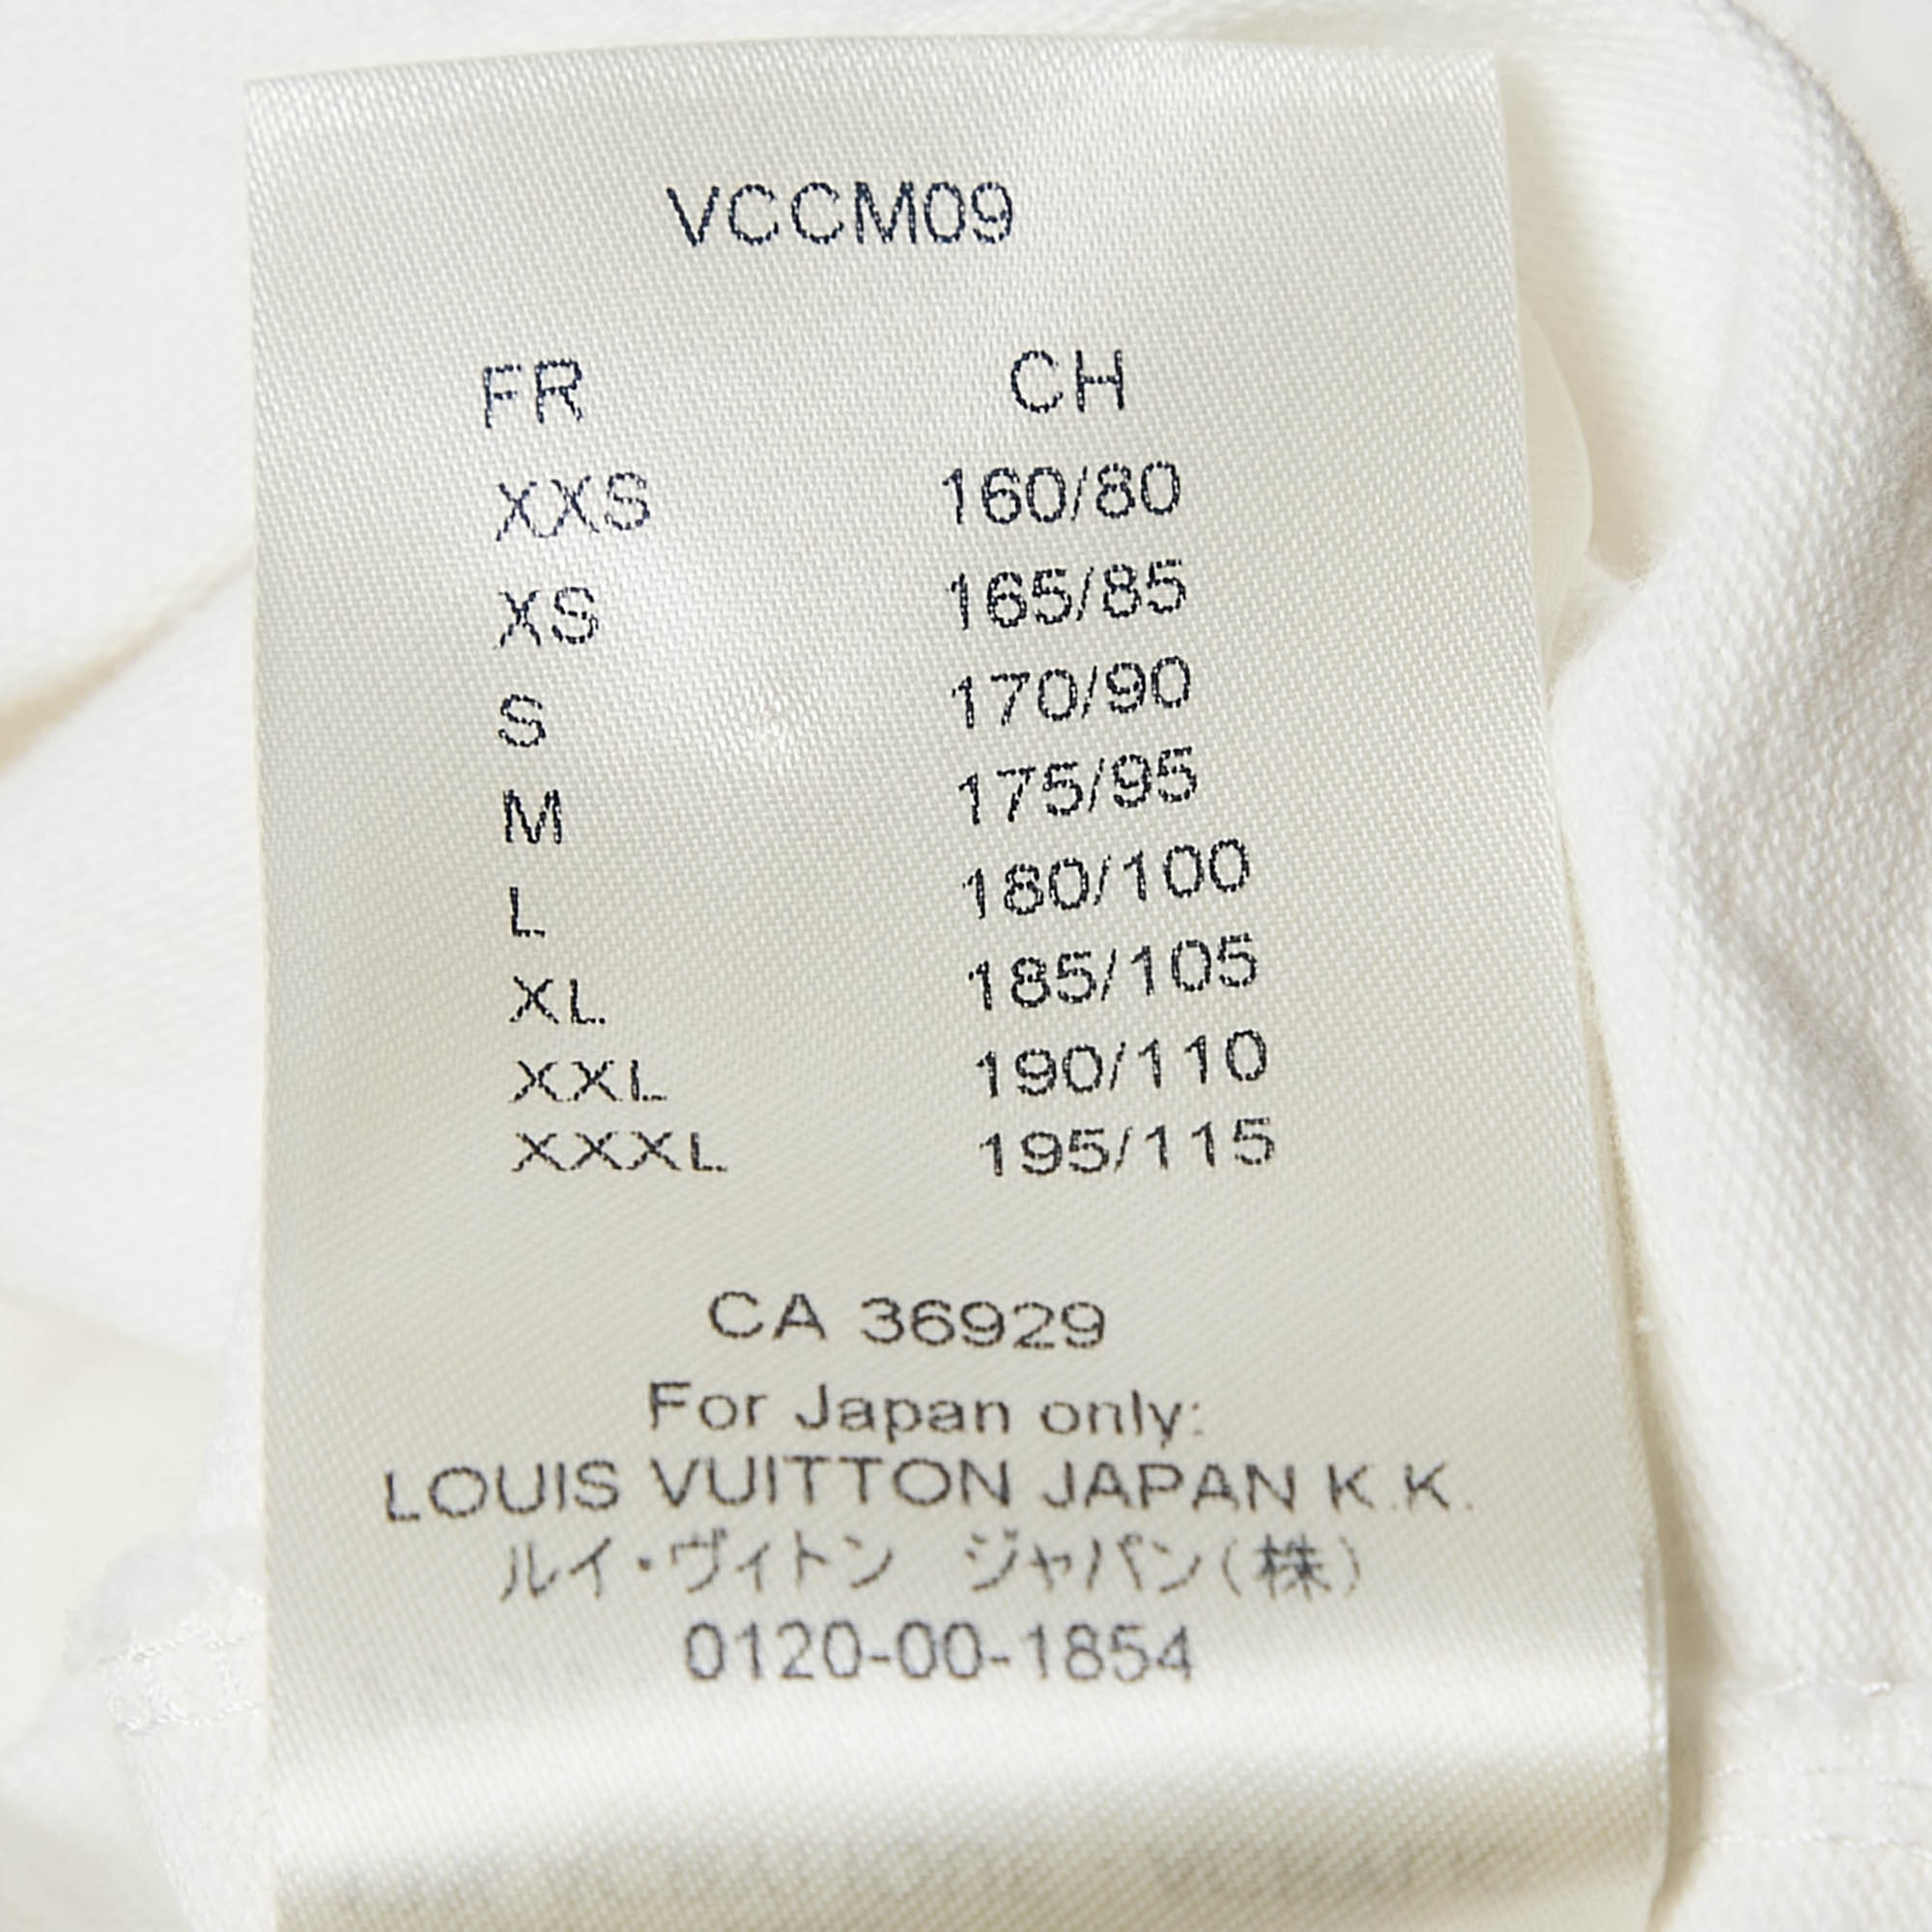 VCCM09
FR CH
XXS 160/80
XS 165/85
S 170/90
M 175/95
L 180/100
XL 185/105
XXL 190/110
XXXL 195/115
CA 36929
For Japan only:
LOUIS VUITTON JAPAN K.K.
ルイ・ヴィトン　ジャパン(株)
0120-00-1854